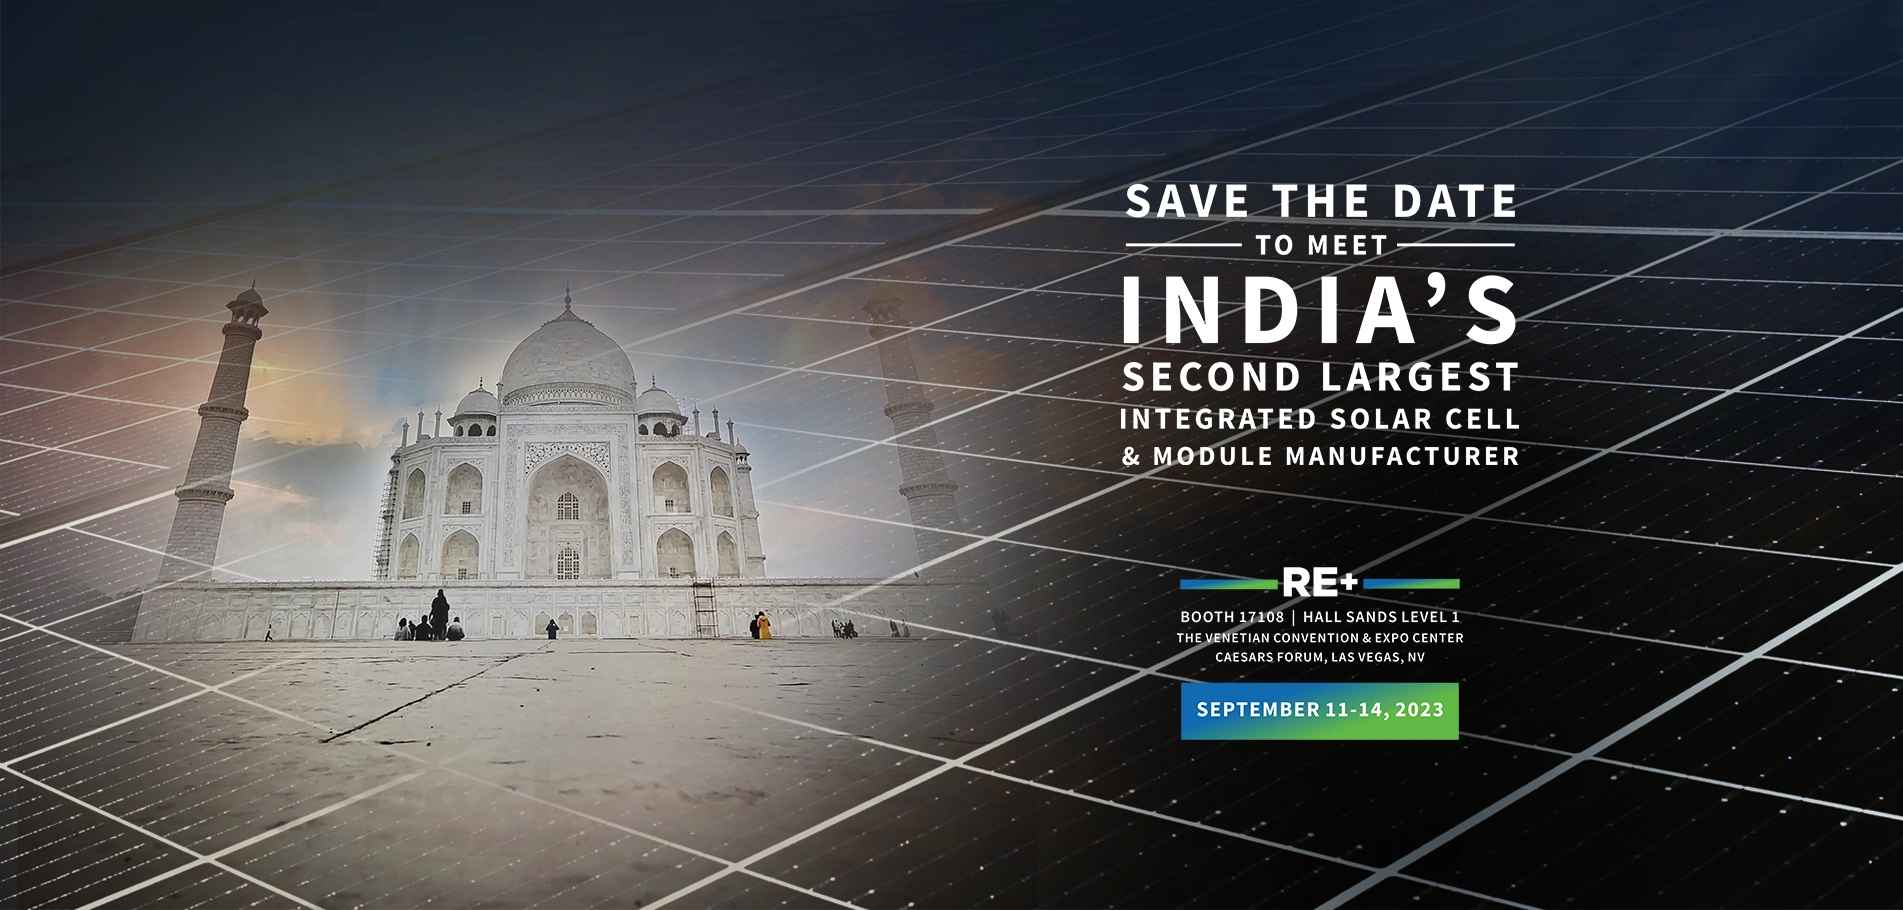 SAVE THE DATE
TO MEET
INDIA’S
SECOND LARGEST
INTEGRATED SOLAR CELL
& MODULE MANUFACTURER
RE+
BOOTH 17108 | HALL SANDS LEVEL 1
THE VENETIAN CONVENTION & EXPO CENTER
CAESARS FORUM, LAS VEGAS, NV
SEPTEMBER 11-14, 2023